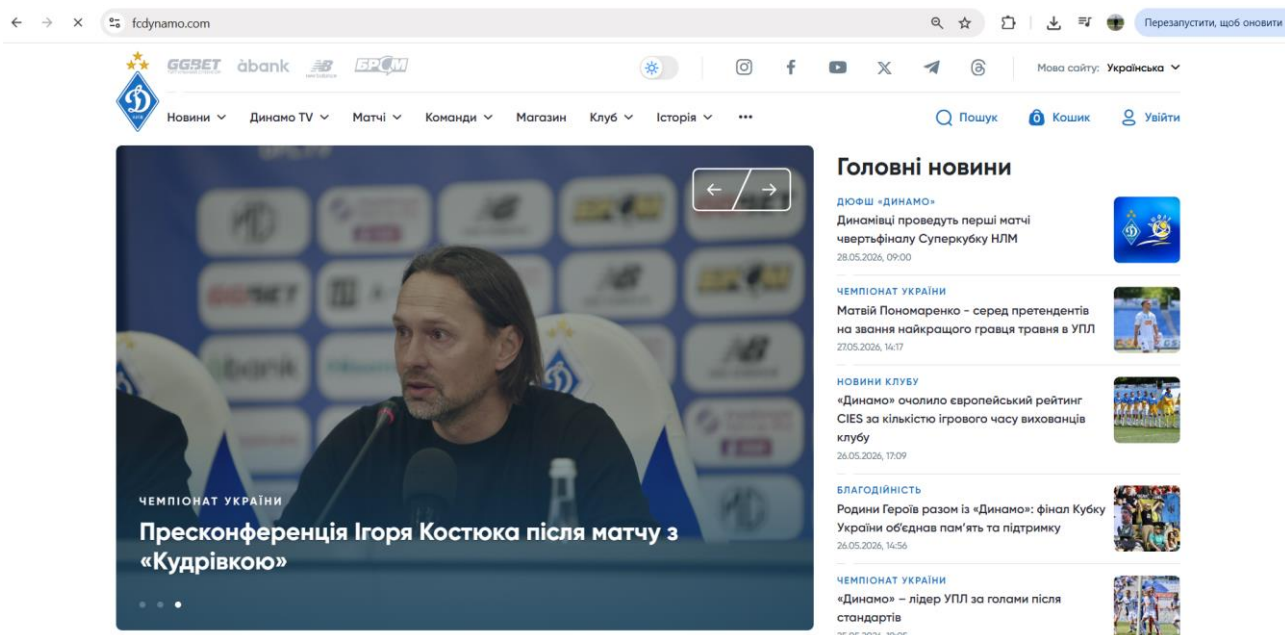 fcdynamo.com
Перезапустити, щоб оновити
GGBET àbank БРСМ
Мова сайту: Українська
Новини Динамо TV Матчі Команди Магазин Клуб Історія
Пошук 0 Кошик Увійти
ЧЕМПІОНАТ УКРАЇНИ
Пресконференція Ігоря Костюка після матчу з
«Кудрівкою»
Головні новини
ДЮФШ «ДИНАМО»
Динамівці проведуть перші матчі
чвертьфіналу Суперкубку НЛМ
28.05.2026, 09:00
ЧЕМПІОНАТ УКРАЇНИ
Матвій Пономаренко - серед претендентів
на звання найкращого гравця травня в УПЛ
27.05.2026, 14:17
НОВИНИ КЛУБУ
«Динамо» очолило європейський рейтинг
CIES за кількістю ігрового часу вихованців
клубу
26.05.2026, 17:09
БЛАГОДІЙНІСТЬ
Родини Героїв разом із «Динамо»: фінал Кубку
України об'єднав пам'ять та підтримку
26.05.2026, 14:56
ЧЕМПІОНАТ УКРАЇНИ
«Динамо» – лідер УПЛ за голами після
стандартів